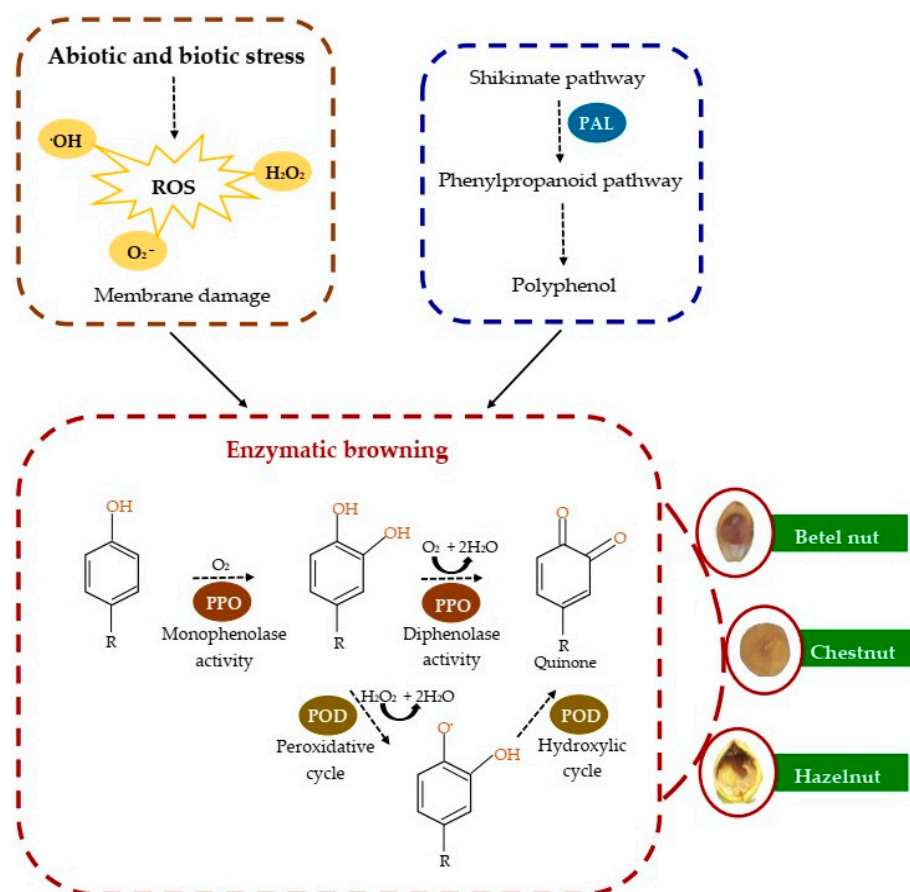 Abiotic and biotic stress
·OH
H₂O₂
ROS
O₂⁻
Membrane damage
Shikimate pathway
PAL
Phenylpropanoid pathway
Polyphenol
Enzymatic browning
OH
R
O₂
PPO
Monophenolase
activity
OH
OH
R
O₂ + 2H₂O
PPO
Diphenolase
activity
O
O
R
Quinone
H₂O₂ + 2H₂O
POD
Peroxidative
cycle
O·
OH
R
POD
Hydroxylic
cycle
Betel nut
Chestnut
Hazelnut